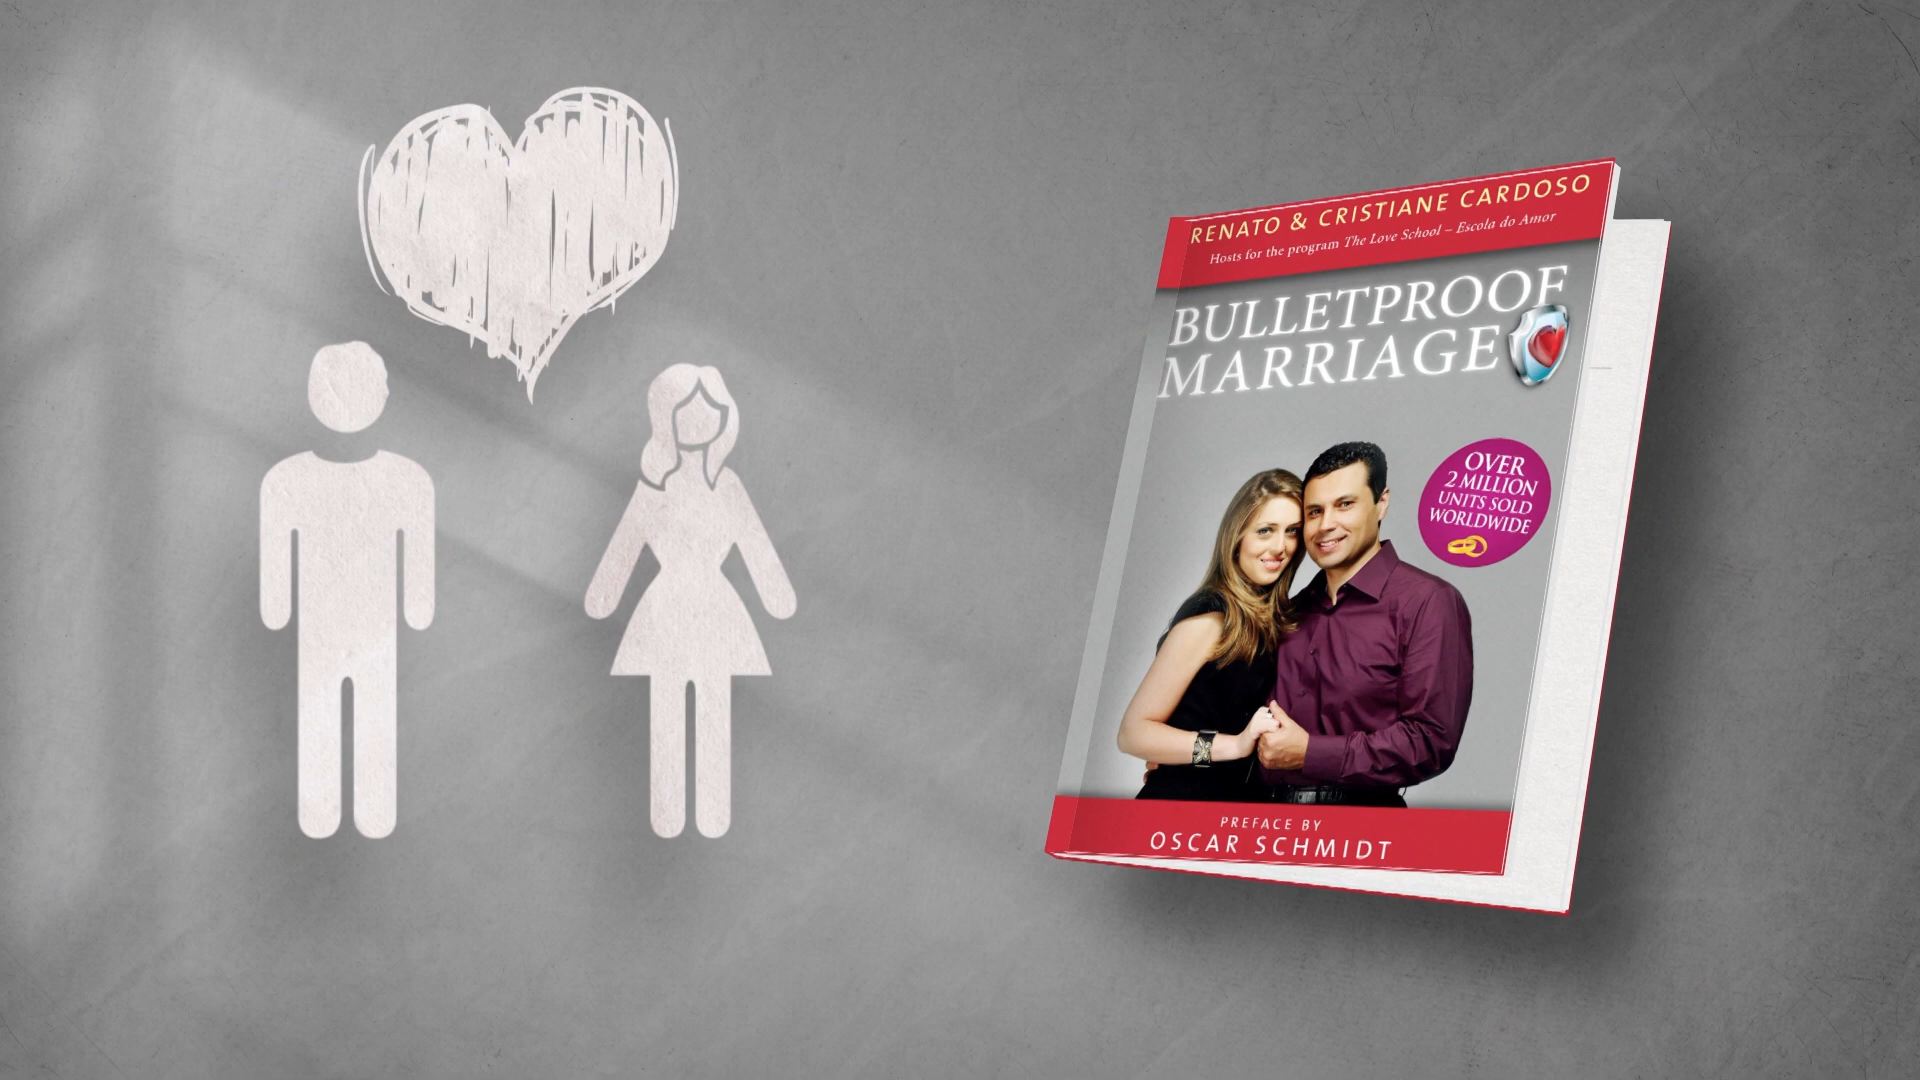 RENATO & CRISTIANE CARDOSO
Hosts for the program The Love School – Escola do Amor
BULLETPROOF
MARRIAGE
OVER
2 MILLION
UNITS SOLD
WORLDWIDE
PREFACE BY
OSCAR SCHMIDT